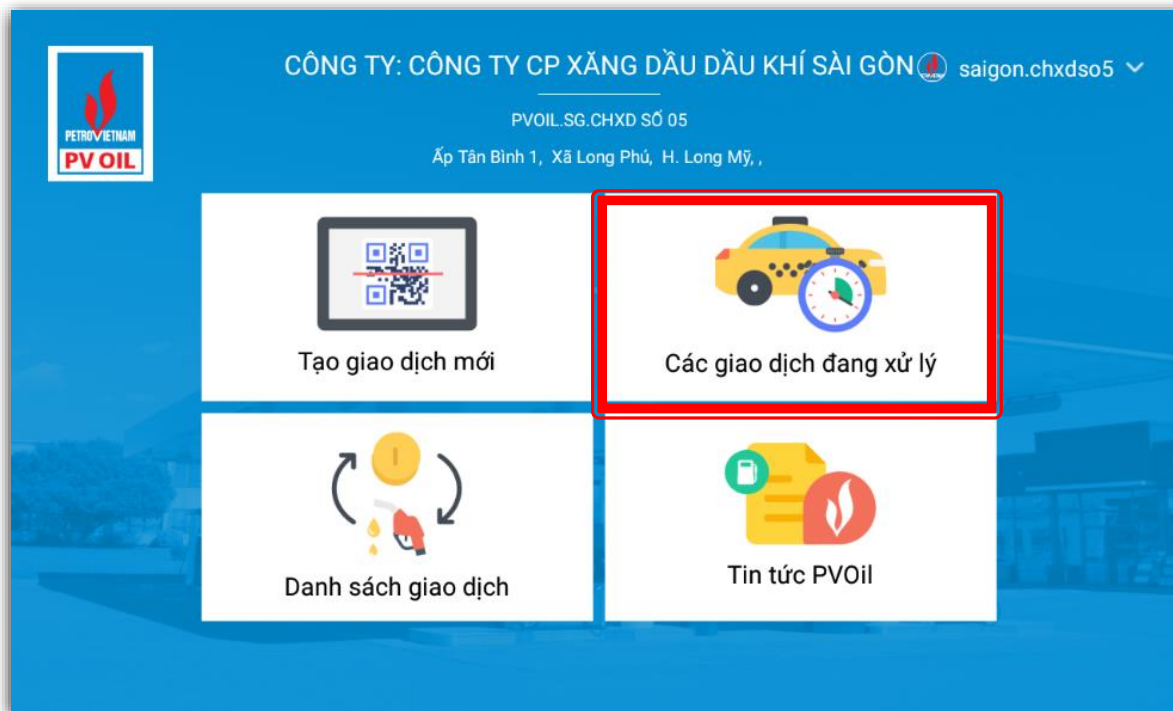 CÔNG TY: CÔNG TY CP XĂNG DẦU DẦU KHÍ SÀI GÒN
saigon.chxdso5
PETROVIETNAM
PV OIL
PVOIL.SG.CHXD SỐ 05
Ấp Tân Bình 1, Xã Long Phú, H. Long Mỹ, ,
Tạo giao dịch mới
Các giao dịch đang xử lý
Danh sách giao dịch
Tin tức PVOil